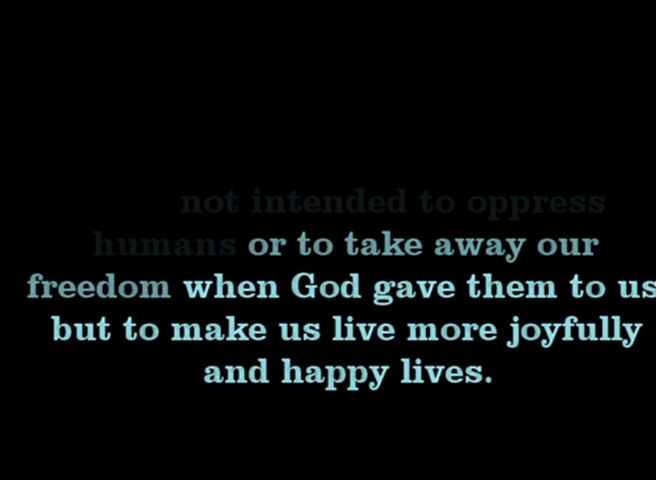 not intended to oppress
humans or to take away our
freedom when God gave them to us
but to make us live more joyfully
and happy lives.